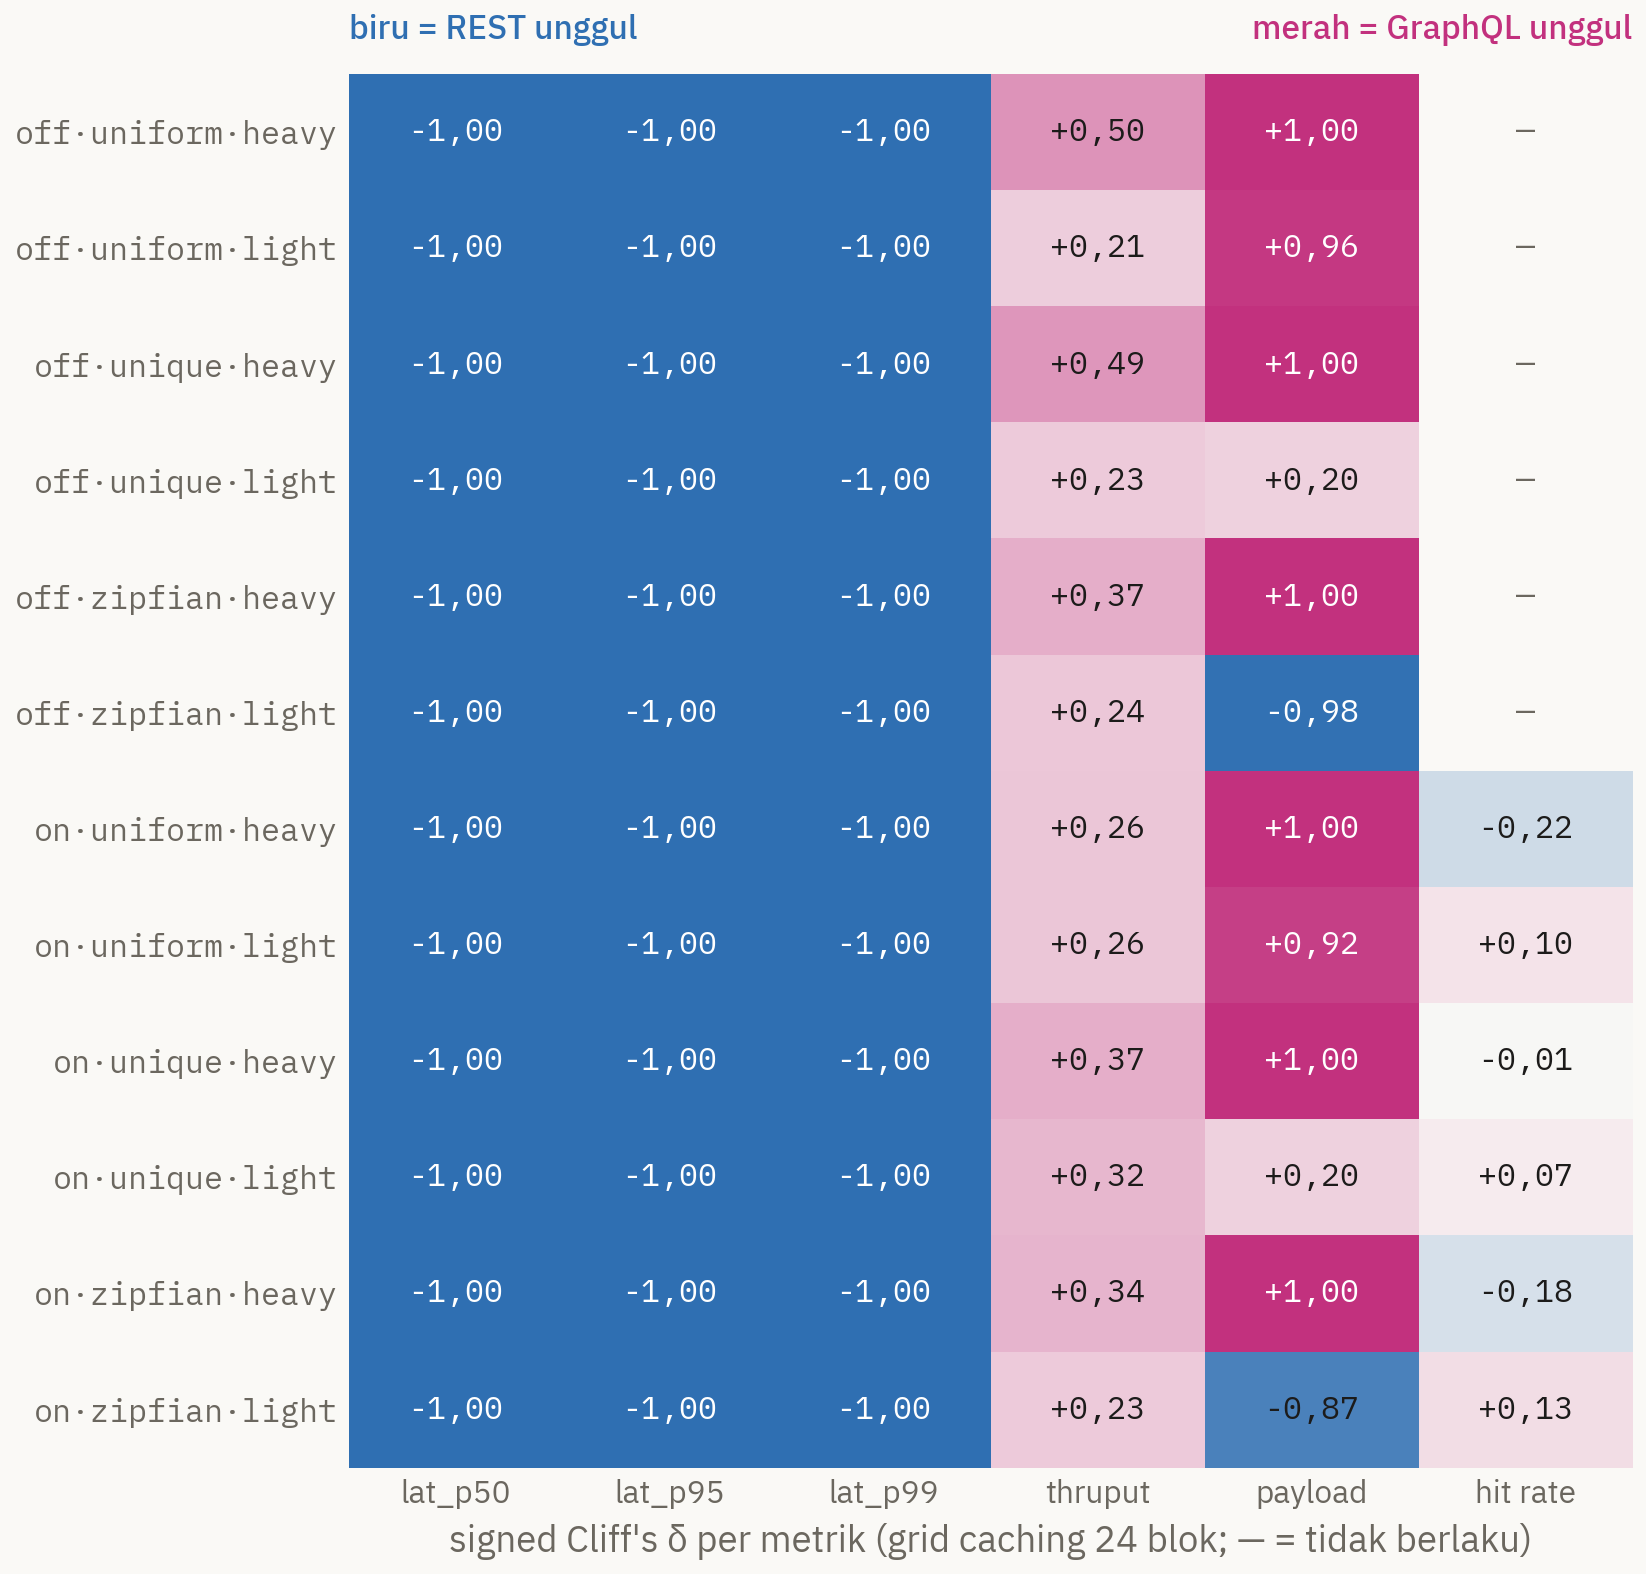 biru = REST unggul merah = GraphQL unggul
off·uniform·heavy -1,00 -1,00 -1,00 +0,50 +1,00 —
off·uniform·light -1,00 -1,00 -1,00 +0,21 +0,96 —
off·unique·heavy -1,00 -1,00 -1,00 +0,49 +1,00 —
off·unique·light -1,00 -1,00 -1,00 +0,23 +0,20 —
off·zipfian·heavy -1,00 -1,00 -1,00 +0,37 +1,00 —
off·zipfian·light -1,00 -1,00 -1,00 +0,24 -0,98 —
on·uniform·heavy -1,00 -1,00 -1,00 +0,26 +1,00 -0,22
on·uniform·light -1,00 -1,00 -1,00 +0,26 +0,92 +0,10
on·unique·heavy -1,00 -1,00 -1,00 +0,37 +1,00 -0,01
on·unique·light -1,00 -1,00 -1,00 +0,32 +0,20 +0,07
on·zipfian·heavy -1,00 -1,00 -1,00 +0,34 +1,00 -0,18
on·zipfian·light -1,00 -1,00 -1,00 +0,23 -0,87 +0,13
lat_p50 lat_p95 lat_p99 thruput payload hit rate
signed Cliff's δ per metrik (grid caching 24 blok; — = tidak berlaku)